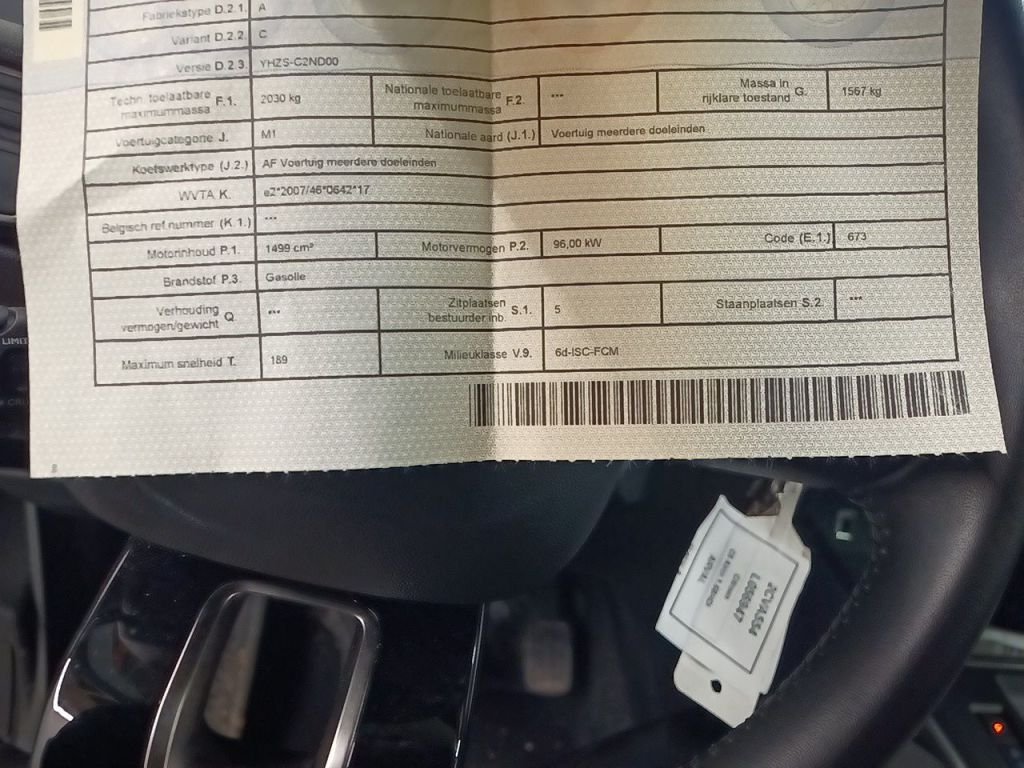 Fabriekstype D.2.1. A
Variant D.2.2. C
Versie D.2.3. YHZS-C2ND00
Techn. toelaatbare maximummassa F.1. 2030 kg Nationale toelaatbare maximummassa F.2. --- Massa in rijklare toestand G. 1567 kg
Voertuigcategorie J. M1 Nationale aard (J.1.) Voertuig meerdere doeleinden
Koetswerktype (J.2.) AF Voertuig meerdere doeleinden
WVTA K. e2*2007/46*0642*17
Belgisch ref.nummer (K.1.) ---
Motorinhoud P.1. 1499 cm³ Motorvermogen P.2. 96,00 kW Code (E.1.) 673
Brandstof P.3. Gasolie
Verhouding vermogen/gewicht Q. --- Zitplaatsen bestuurder inb. S.1. 5 Staanplaatsen S.2. ---
Maximum snelheid T. 189 Milieuklasse V.9. 6d-ISC-FCM
LIMIT
2CVAL554